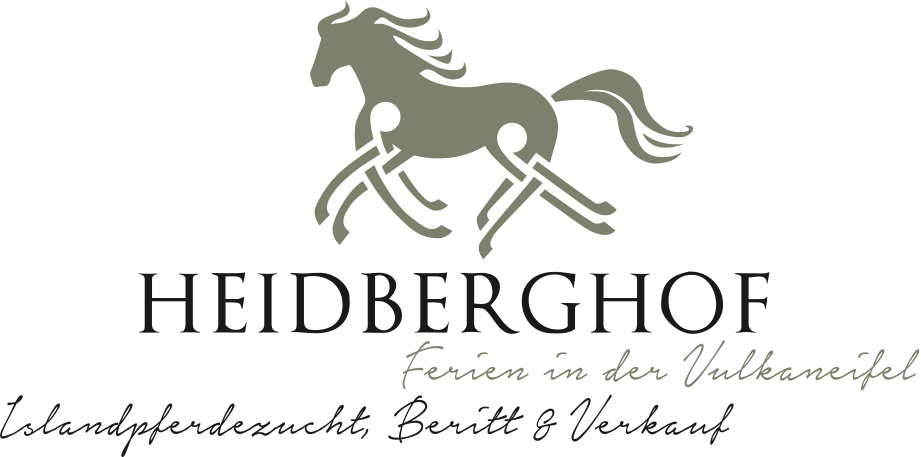 HEIDBERGHOF
Ferien in der Vulkaneifel
Islandpferdezucht, Beritt & Verkauf